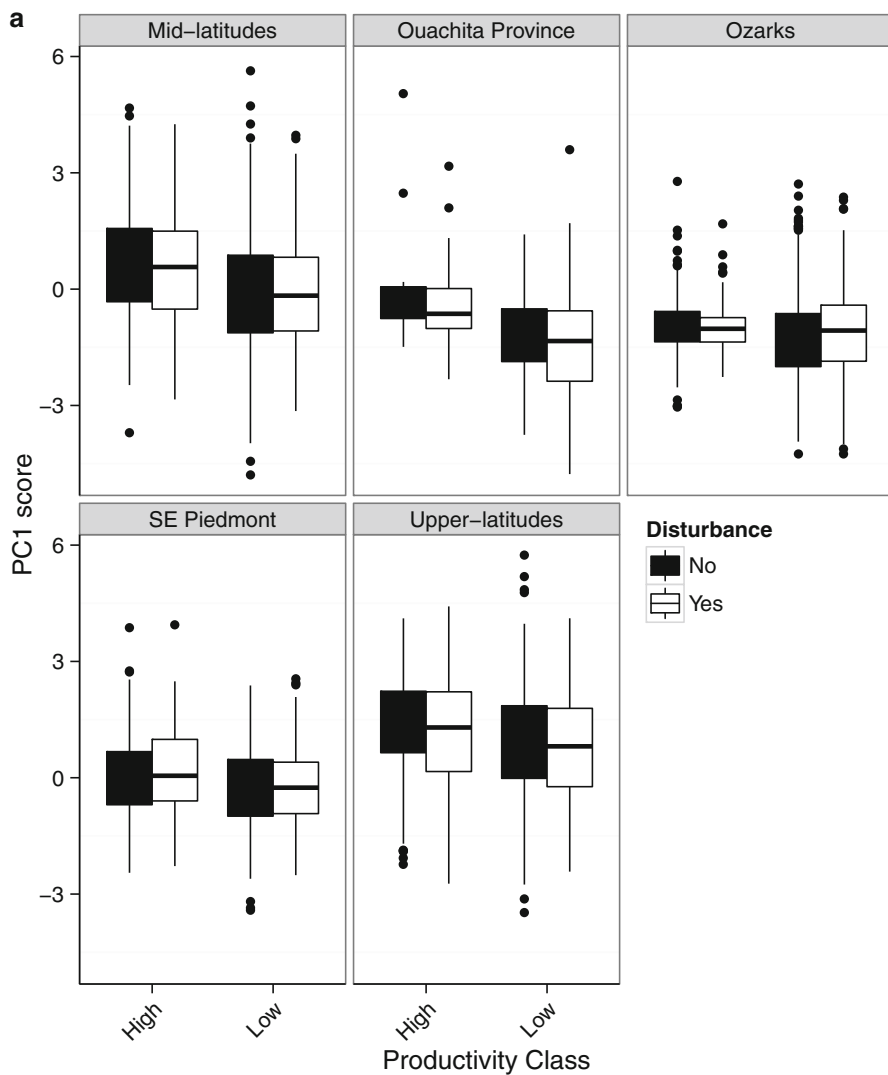 a
Mid−latitudes
Ouachita Province
Ozarks
6
3
0
−3
SE Piedmont
Upper−latitudes
6
3
0
−3
Disturbance
No
Yes
PC1 score
High
Low
High
Low
Productivity Class